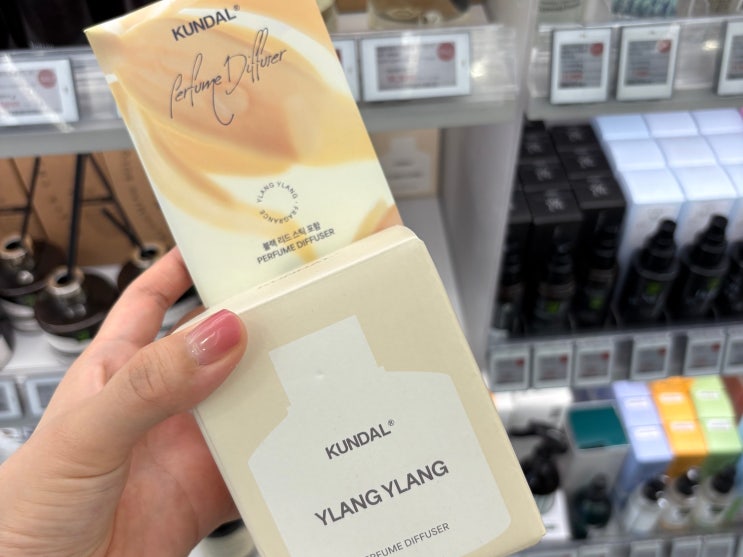 KUNDAL®
Perfume Diffuser
YLANG YLANG · FRAGRANCE
블랙 리드 스틱 포함
PERFUME DIFFUSER
KUNDAL®
YLANG YLANG
PERFUME DIFFUSER